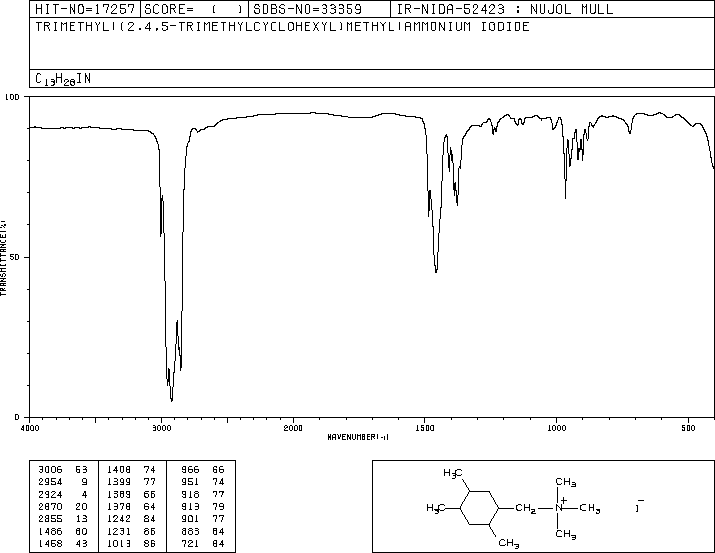 HIT-NO=17257 SCORE= ( ) SDBS-NO=33359 IR-NIDA-52423 : NUJOL MULL
TRIMETHYL((2,4,5-TRIMETHYLCYCLOHEXYL)METHYL)AMMONIUM IODIDE
C13H28IN
100
50
0
TRANSMITTANCE(%)
4000 3000 2000 1500 1000 500
WAVENUMBER(-1)
3006 63 1408 74 966 66
2954 9 1399 77 951 74
2924 4 1389 66 918 77
2870 20 1378 64 913 79
2855 13 1242 84 901 77
1486 60 1231 86 883 84
1458 43 1013 86 721 84
H3C CH3
H3C CH2 N+ CH3 I−
H3C CH3
CH3